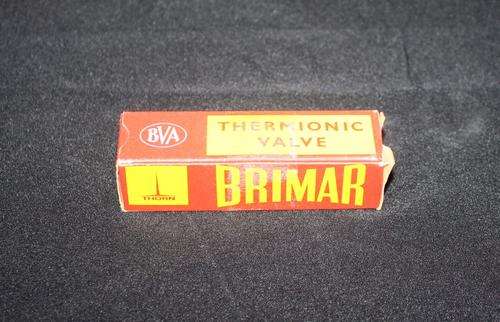 BVA
THERMIONIC
VALVE
THORN
BRIMAR